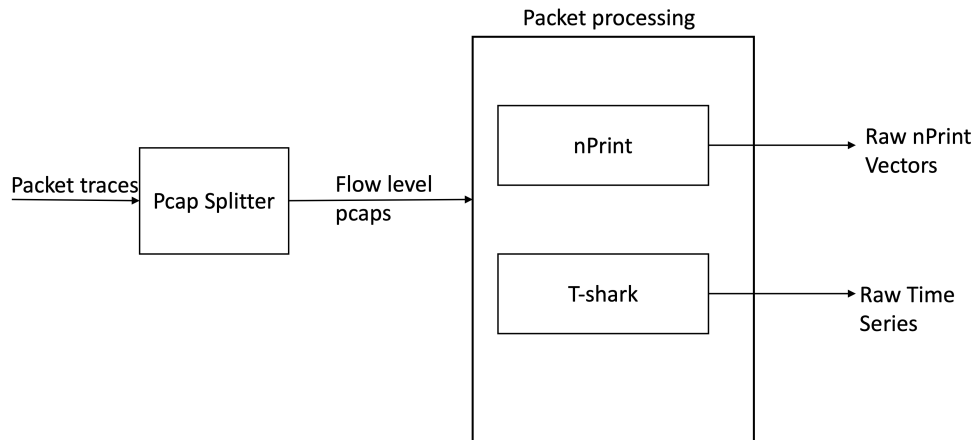 Packet processing
nPrint
Raw nPrint
Vectors
Packet traces
Pcap Splitter
Flow level
pcaps
T-shark
Raw Time
Series